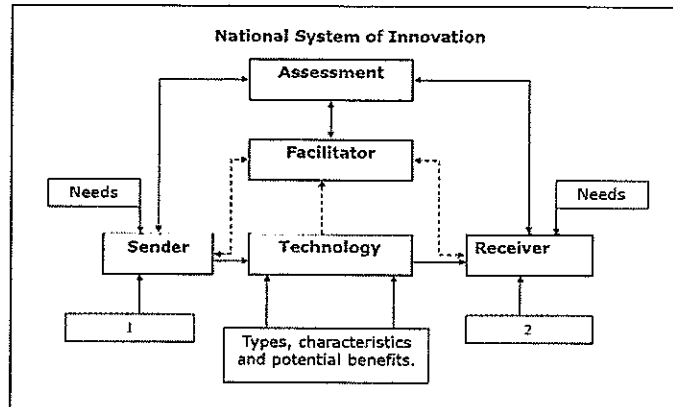 National System of Innovation
Assessment
Facilitator
Needs
Needs
Sender
Technology
Receiver
1
2
Types, characteristics
and potential benefits.